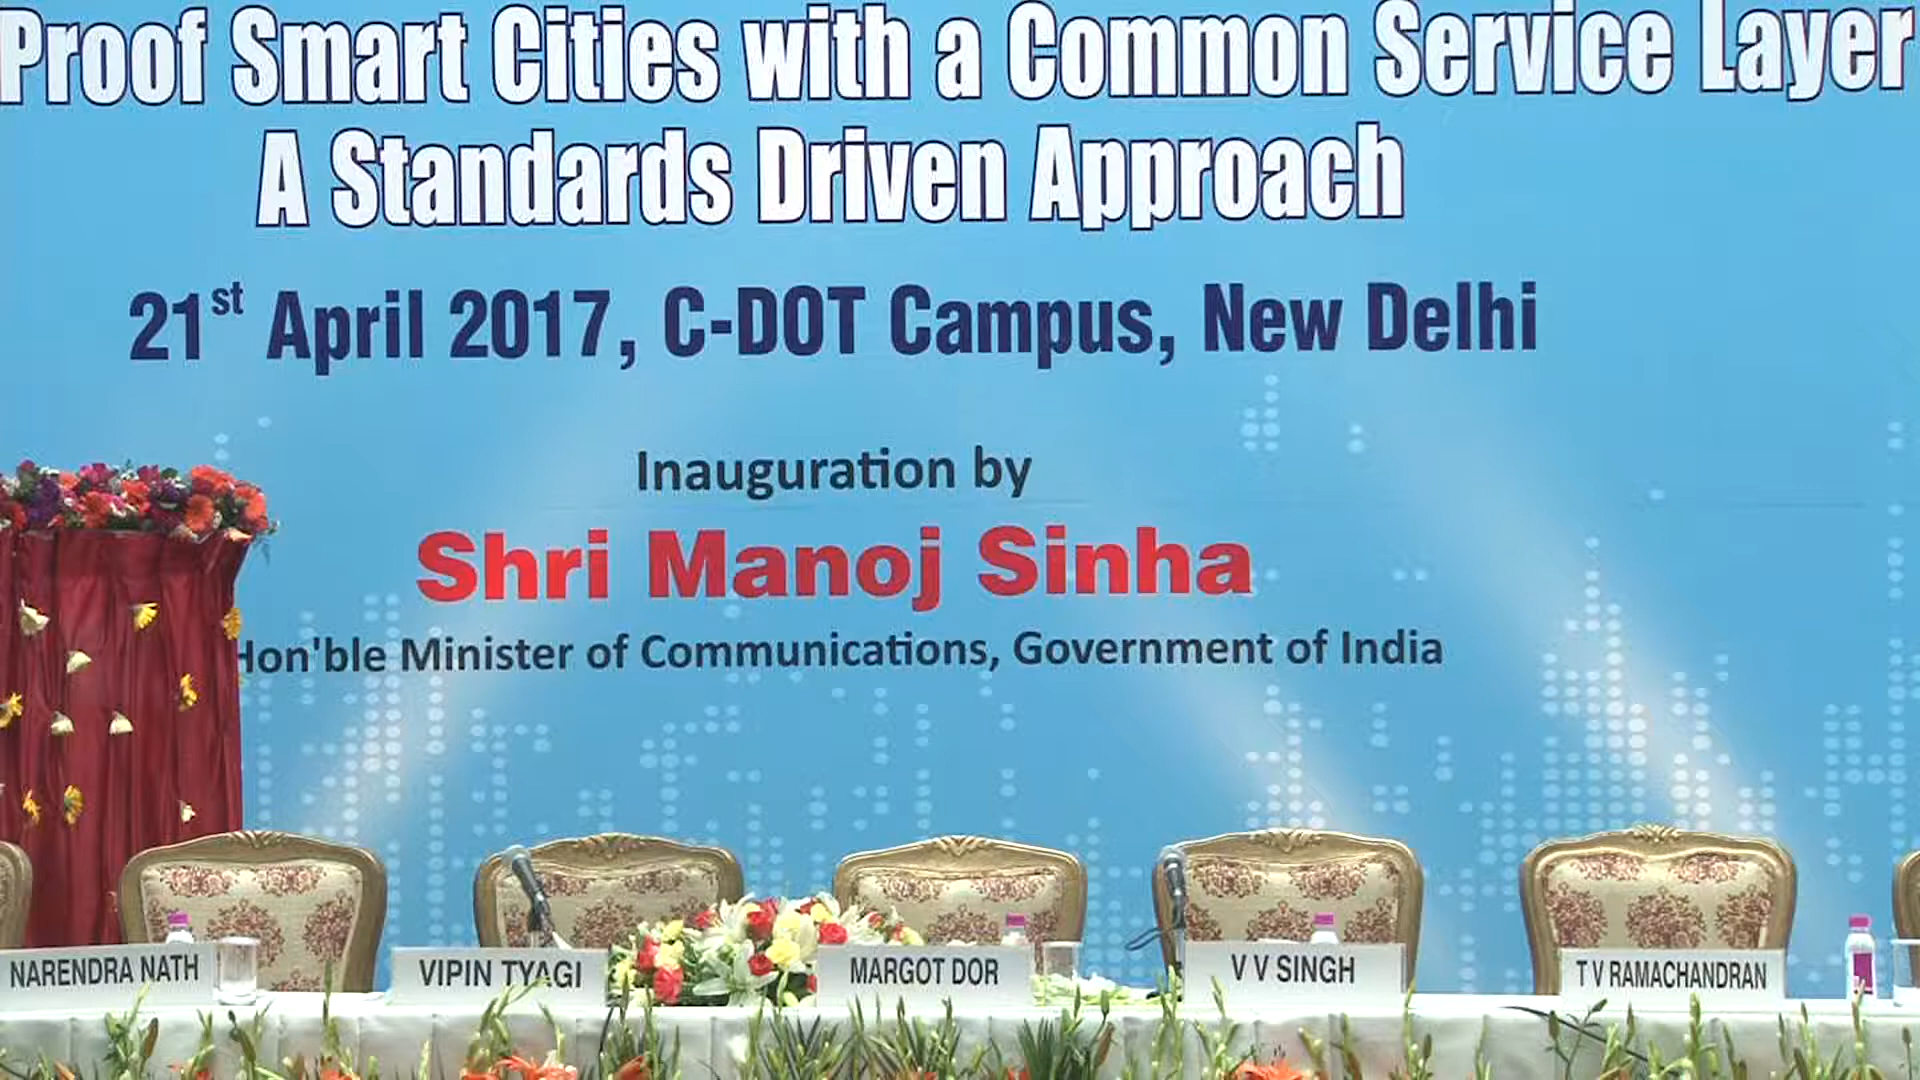 Proof Smart Cities with a Common Service Layer
A Standards Driven Approach
21st April 2017, C-DOT Campus, New Delhi
Inauguration by
Shri Manoj Sinha
Hon'ble Minister of Communications, Government of India
NARENDRA NATH
VIPIN TYAGI
MARGOT DOR
V V SINGH
T V RAMACHANDRAN